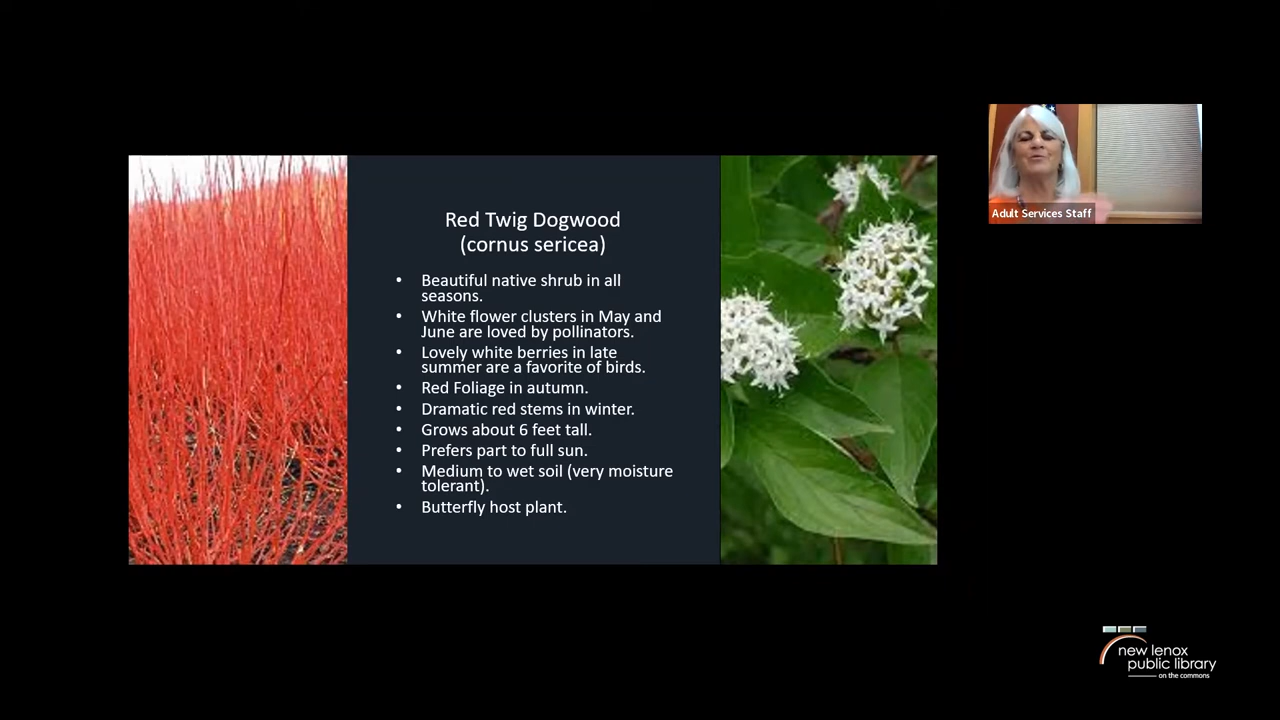 Red Twig Dogwood
(cornus sericea)
• Beautiful native shrub in all
seasons.
• White flower clusters in May and
June are loved by pollinators.
• Lovely white berries in late
summer are a favorite of birds.
• Red Foliage in autumn.
• Dramatic red stems in winter.
• Grows about 6 feet tall.
• Prefers part to full sun.
• Medium to wet soil (very moisture
tolerant).
• Butterfly host plant.
Adult Services Staff
new lenox
public library
on the commons